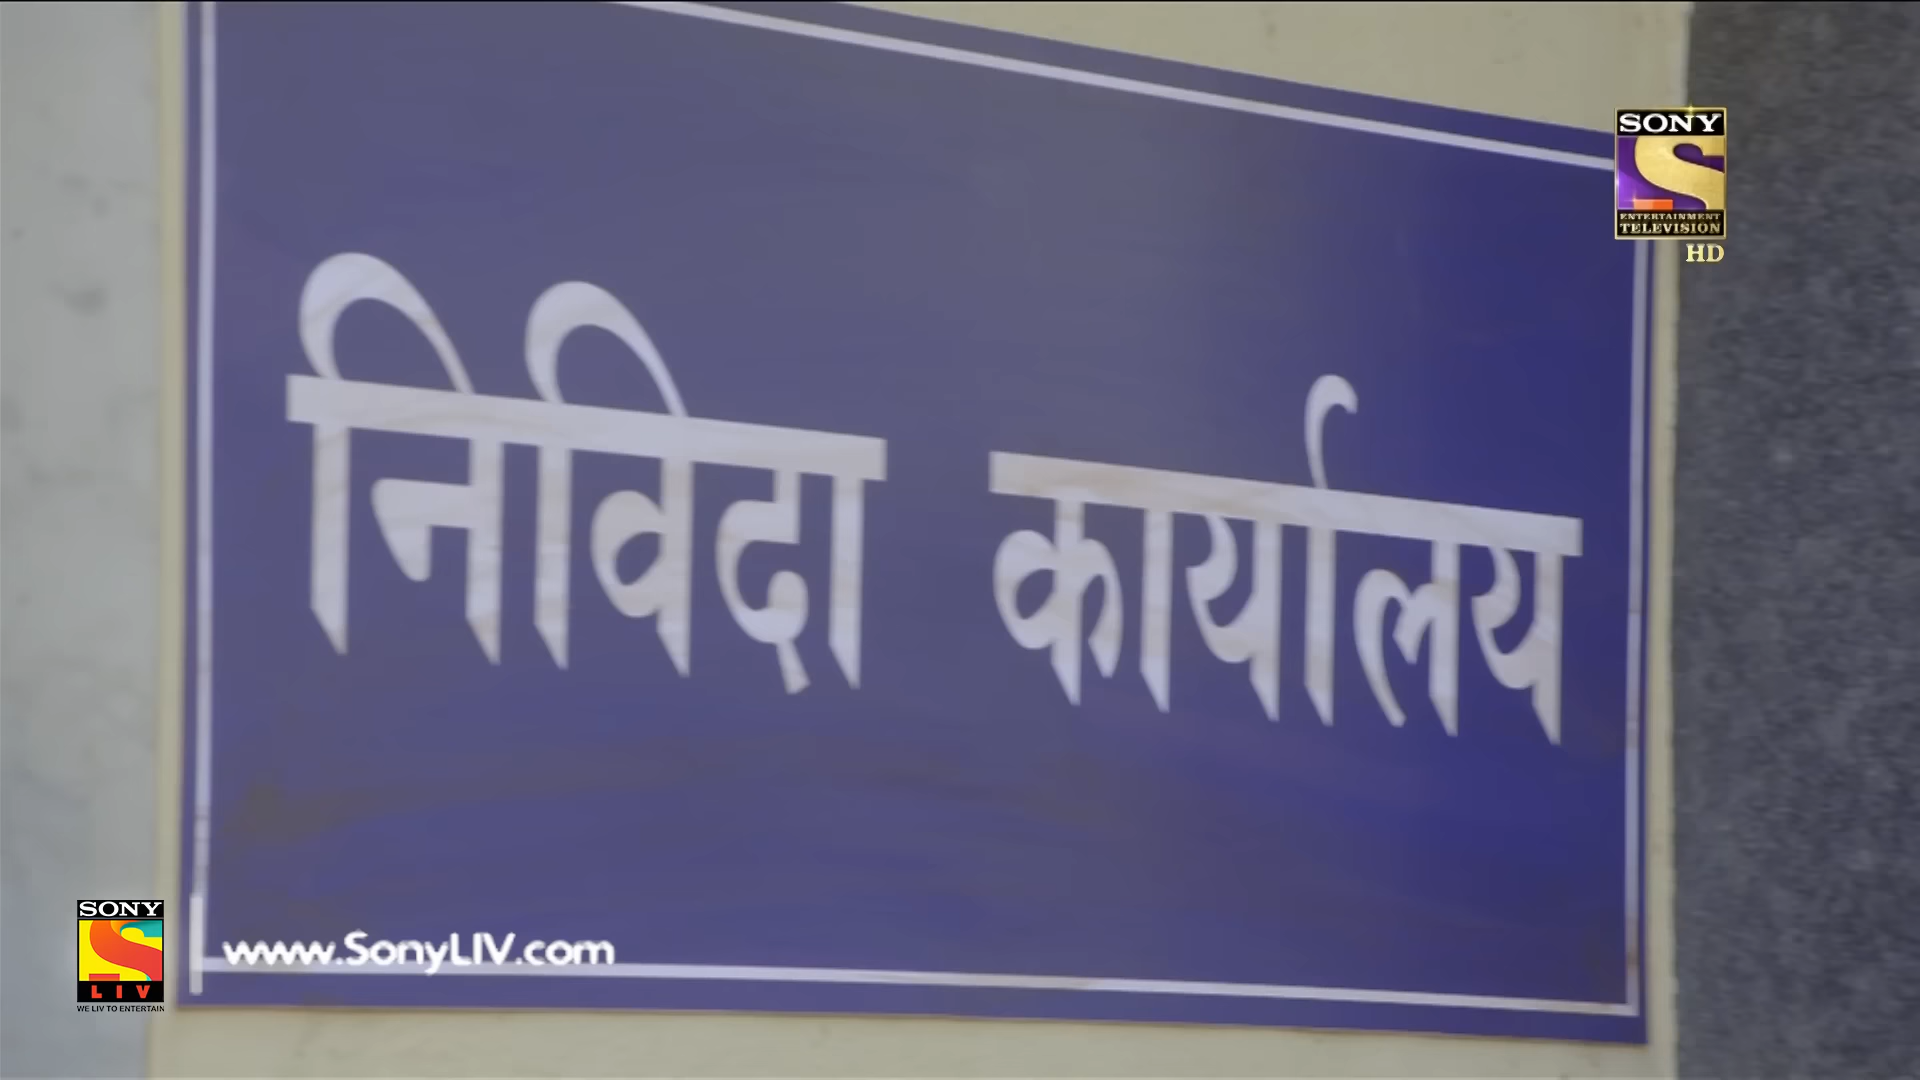 SONY
ENTERTAINMENT
TELEVISION
HD
निविदा कार्यालय
SONY
LIV
WE LIV TO ENTERTAIN
www.SonyLIV.com